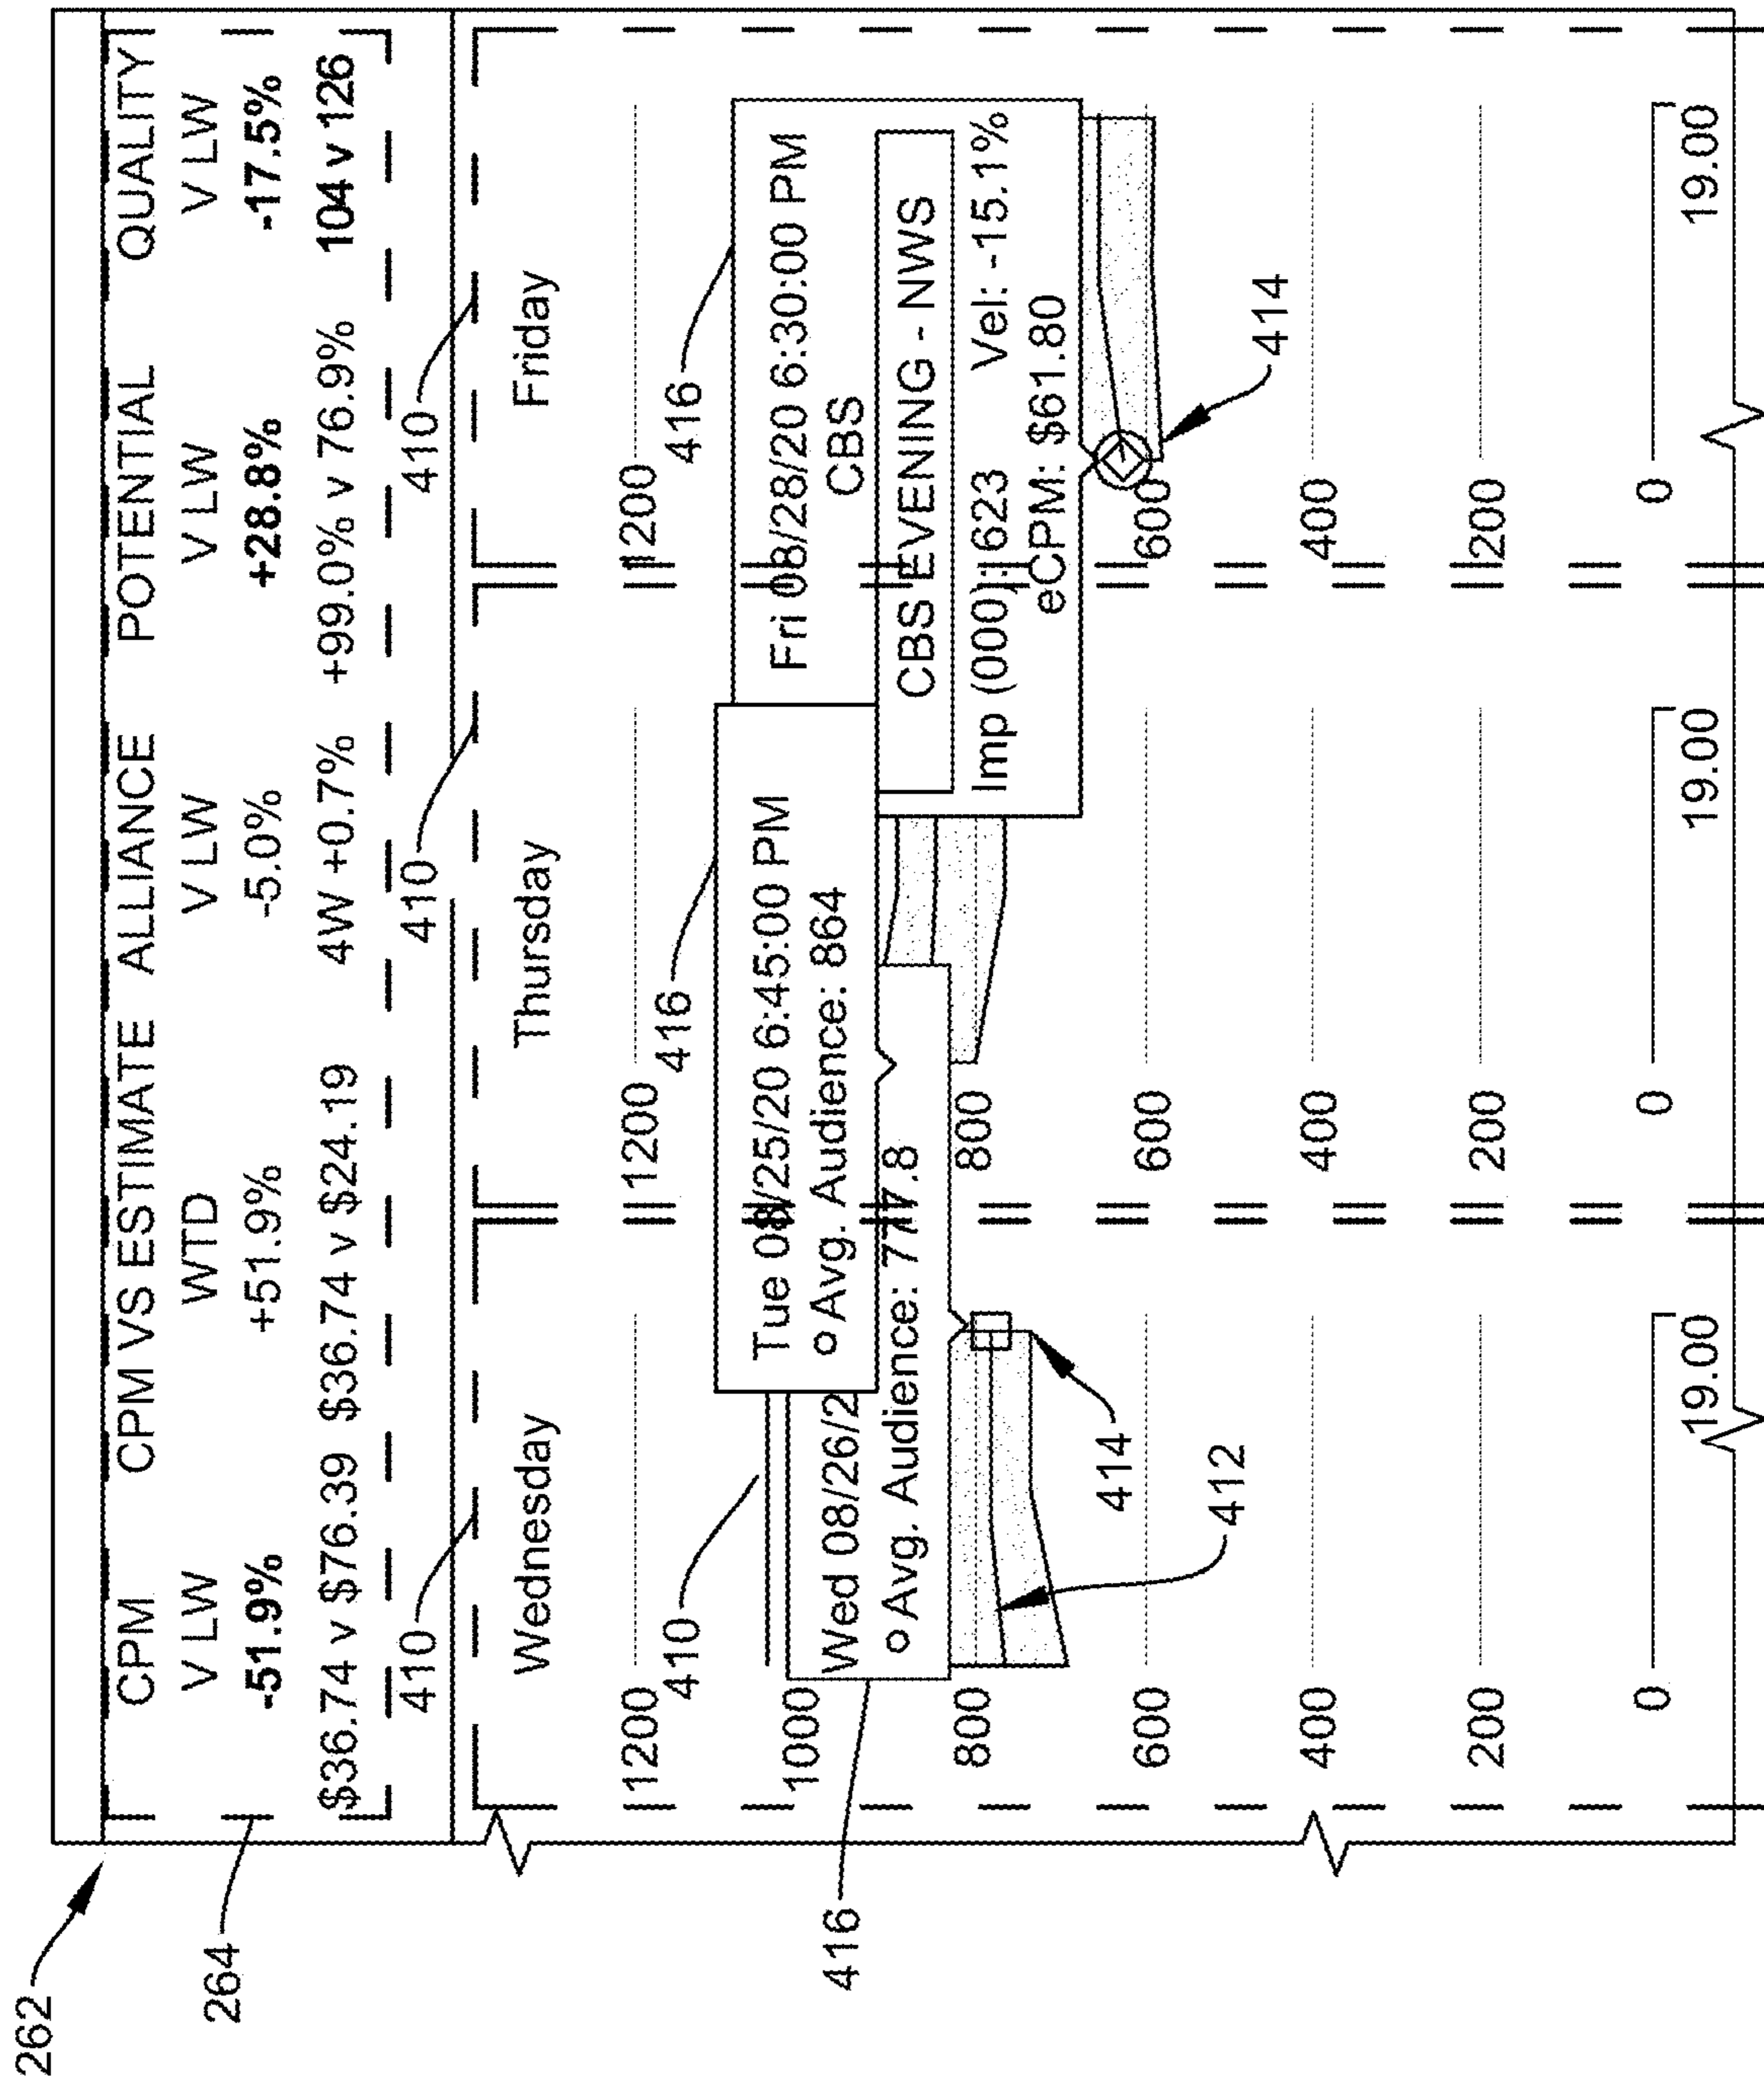 262
264
CPM CPM VS ESTIMATE ALLIANCE POTENTIAL QUALITY
V LW WTD V LW V LW V LW
-51.9% +51.9% -5.0% +28.8% -17.5%
$36.74 v $76.39 $36.74 v $24.19 4W +0.7% +99.0% v 76.9% 104 v 126
410 410 410
Wednesday Thursday Friday
1200 1200 1200
410 416 416
Tue 08/25/20 6:45:00 PM
Avg. Audience: 864
Fri 08/28/20 6:30:00 PM
CBS
CBS EVENING - NWS
Imp (000): 623 Vel: -15.1%
eCPM: $61.80
1000
Wed 08/26/2
Avg. Audience: 777.8
416
800 800
414 414
412
600 600 600
400 400 400
200 200 200
0 0 0
19.00 19.00 19.00